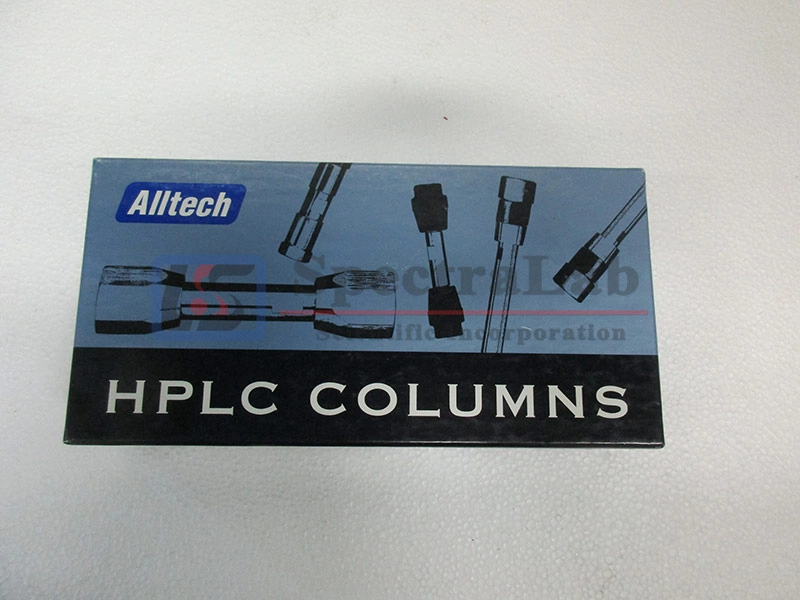 Alltech
SpectraLab
Scientific Incorporation
HPLC COLUMNS